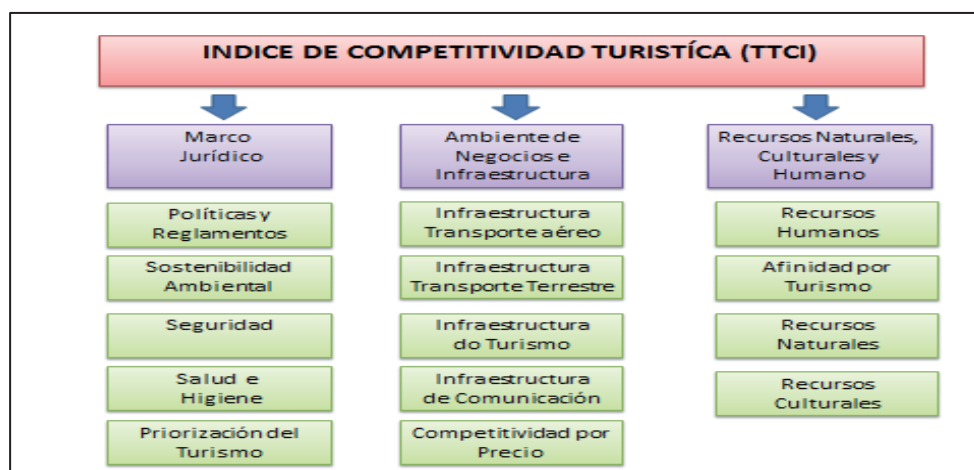 INDICE DE COMPETITIVIDAD TURISTÍCA (TTCI)
Marco
Jurídico
Políticas y
Reglamentos
Sostenibilidad
Ambiental
Seguridad
Salud e
Higiene
Priorización del
Turismo
Ambiente de
Negocios e
Infraestructura
Infraestructura
Transporte aéreo
Infraestructura
Transporte Terrestre
Infraestructura
do Turismo
Infraestructura
de Comunicación
Competitividad por
Precio
Recursos Naturales,
Culturales y
Humano
Recursos
Humanos
Afinidad por
Turismo
Recursos
Naturales
Recursos
Culturales